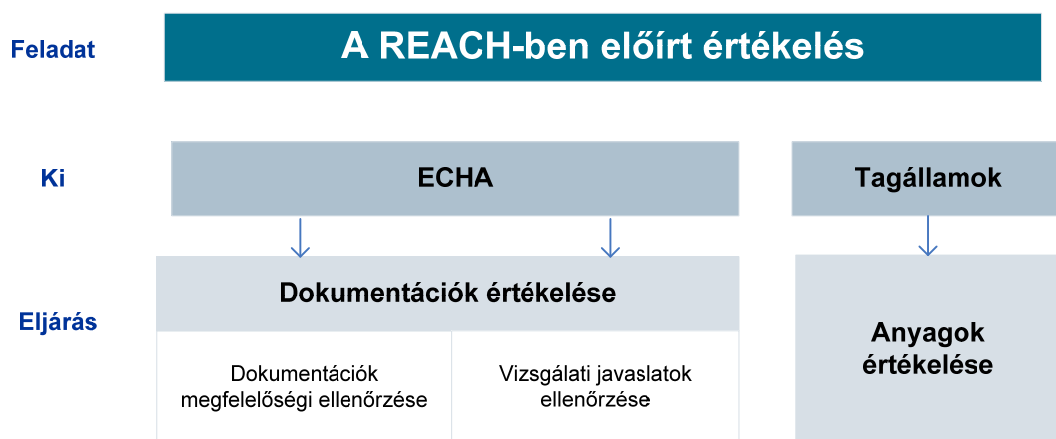 Feladat
A REACH-ben előírt értékelés
Ki
ECHA
Tagállamok
Eljárás
Dokumentációk értékelése
Dokumentációk
megfelelőségi ellenőrzése
Vizsgálati javaslatok
ellenőrzése
Anyagok
értékelése